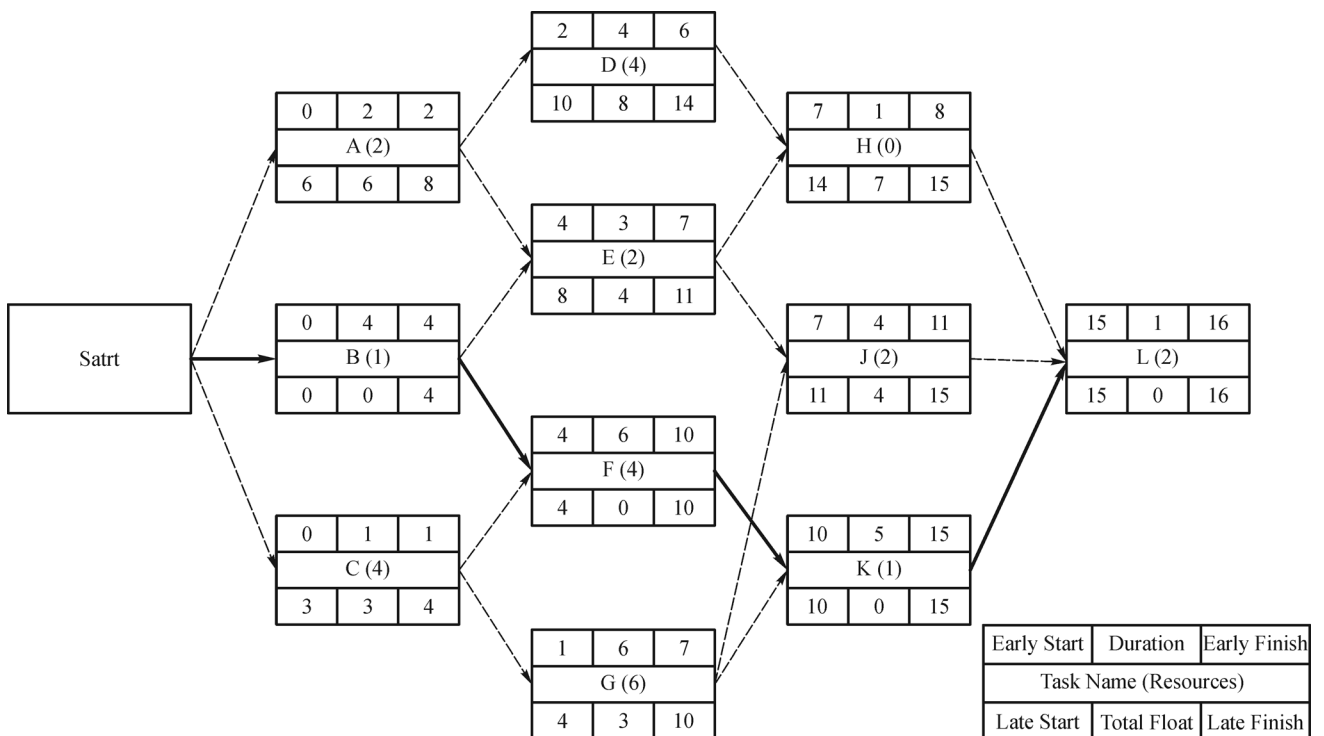 2 4 6
D (4)
10 8 14
0 2 2
A (2)
6 6 8
7 1 8
H (0)
14 7 15
4 3 7
E (2)
8 4 11
Satrt
0 4 4
B (1)
0 0 4
7 4 11
J (2)
11 4 15
15 1 16
L (2)
15 0 16
4 6 10
F (4)
4 0 10
0 1 1
C (4)
3 3 4
10 5 15
K (1)
10 0 15
1 6 7
G (6)
4 3 10
Early Start Duration Early Finish
Task Name (Resources)
Late Start Total Float Late Finish